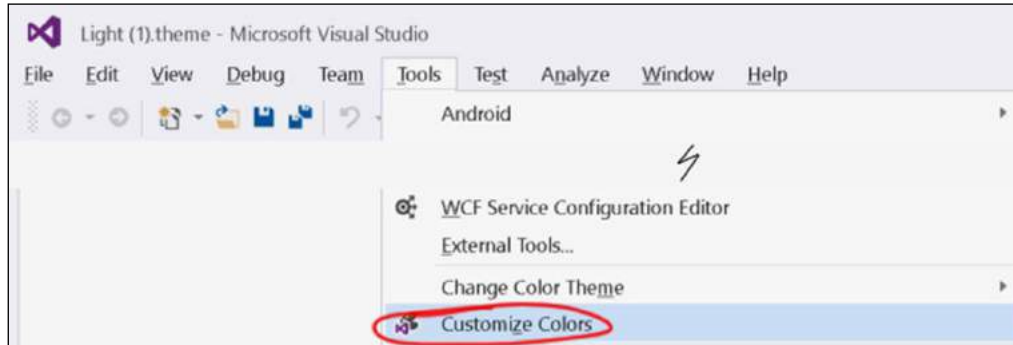 Light (1).theme - Microsoft Visual Studio
File Edit View Debug Team Tools Test Analyze Window Help
Android
WCF Service Configuration Editor
External Tools...
Change Color Theme
Customize Colors